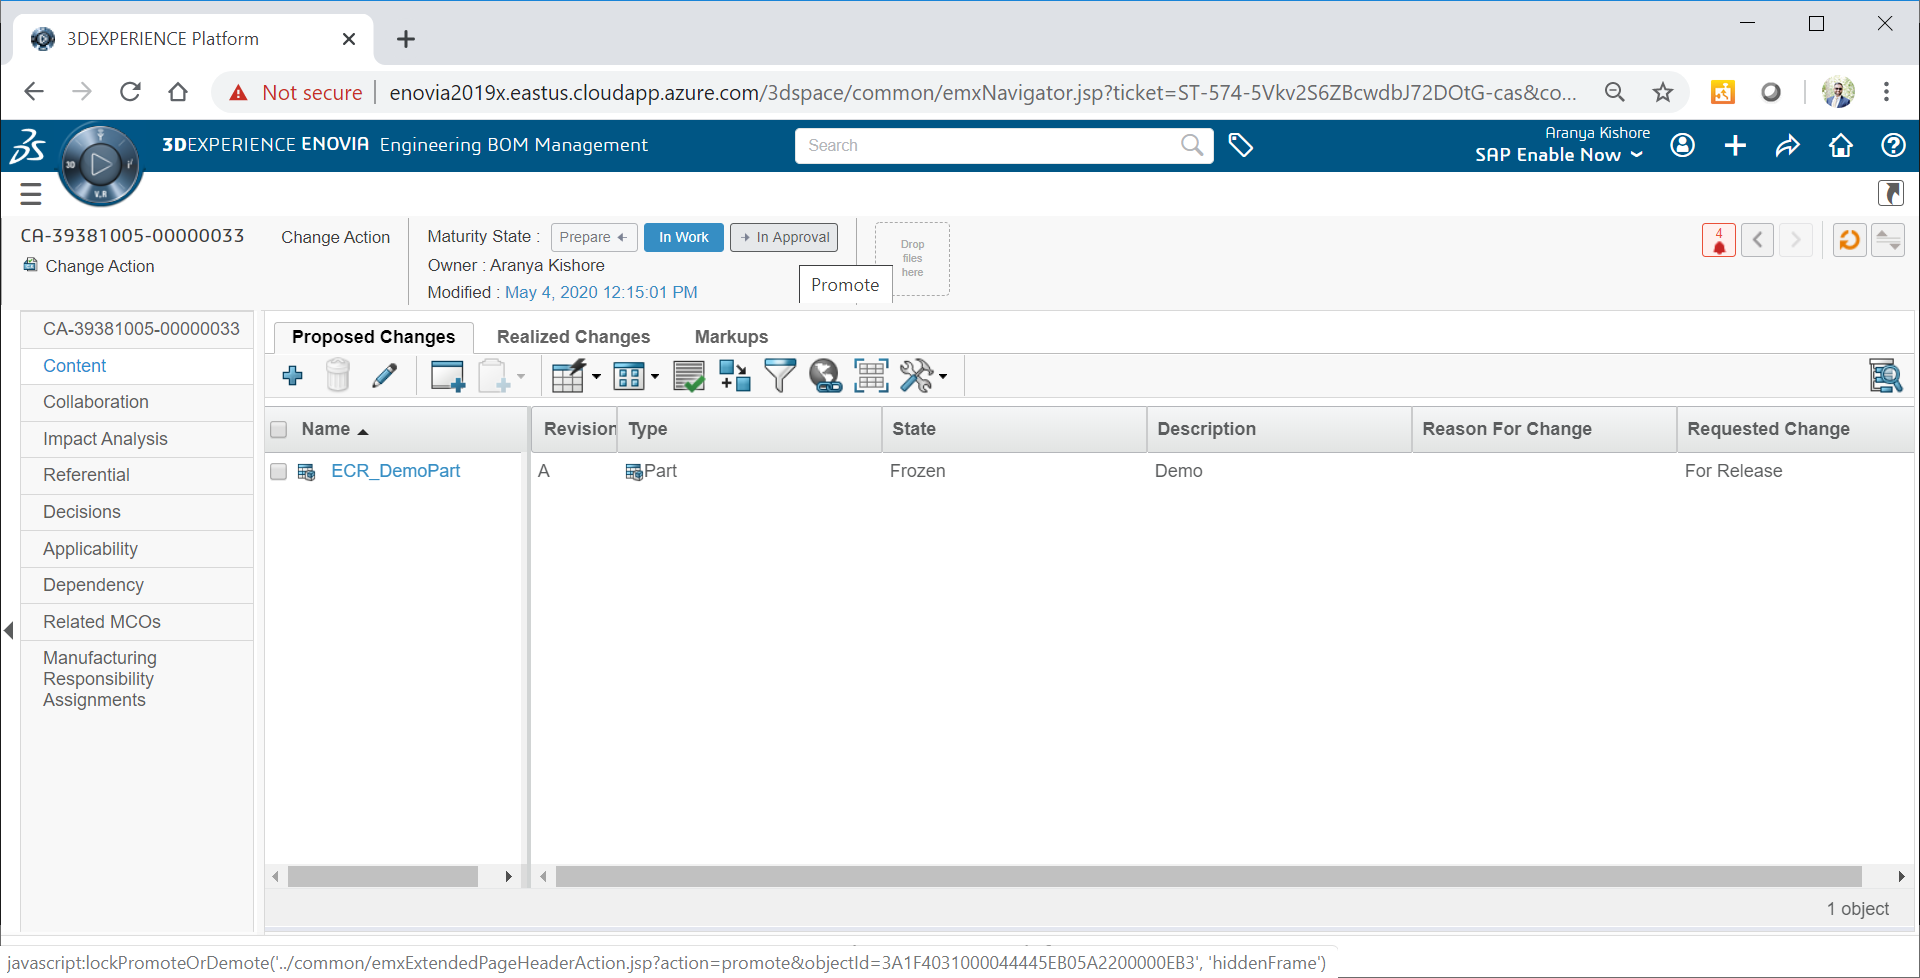 3DEXPERIENCE Platform
Not secure
enovia2019x.eastus.cloudapp.azure.com/3dspace/common/emxNavigator.jsp?ticket=ST-574-5Vkv2S6ZBcwdbJ72DOtG-cas&co...
3D
V.R
3DEXPERIENCE ENOVIA Engineering BOM Management
Search
Aranya Kishore
SAP Enable Now
CA-39381005-00000033
Change Action
Change Action
Maturity State :
Prepare
In Work
In Approval
Owner : Aranya Kishore
Modified : May 4, 2020 12:15:01 PM
Promote
Drop
files
here
4
CA-39381005-00000033
Content
Collaboration
Impact Analysis
Referential
Decisions
Applicability
Dependency
Related MCOs
Manufacturing
Responsibility
Assignments
Proposed Changes
Realized Changes
Markups
Name
Revision
Type
State
Description
Reason For Change
Requested Change
ECR_DemoPart
A
Part
Frozen
Demo
For Release
1 object
javascript:lockPromoteOrDemote('../common/emxExtendedPageHeaderAction.jsp?action=promote&objectId=3A1F4031000044445EB05A2200000EB3', 'hiddenFrame')